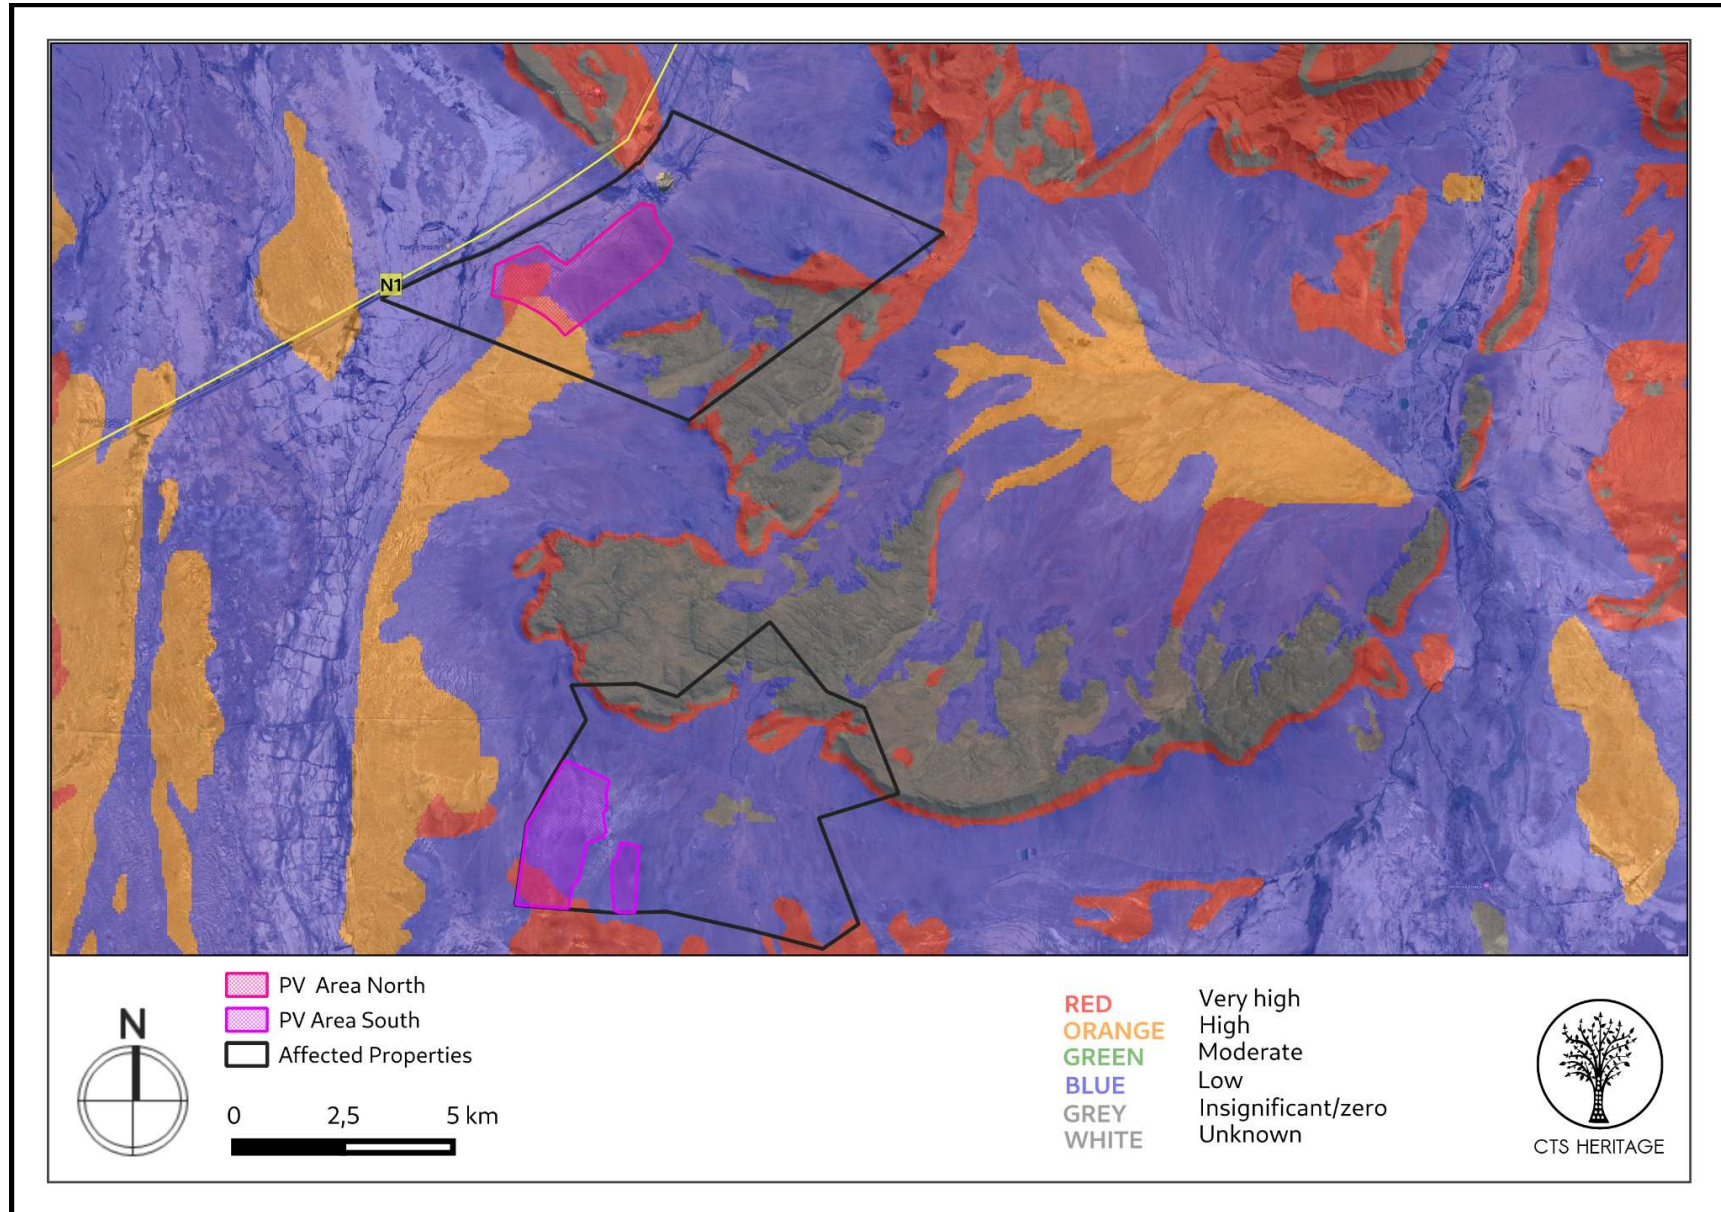 N1
N
PV Area North
PV Area South
Affected Properties
0 2,5 5 km
RED Very high
ORANGE High
GREEN Moderate
BLUE Low
GREY Insignificant/zero
WHITE Unknown
CTS HERITAGE